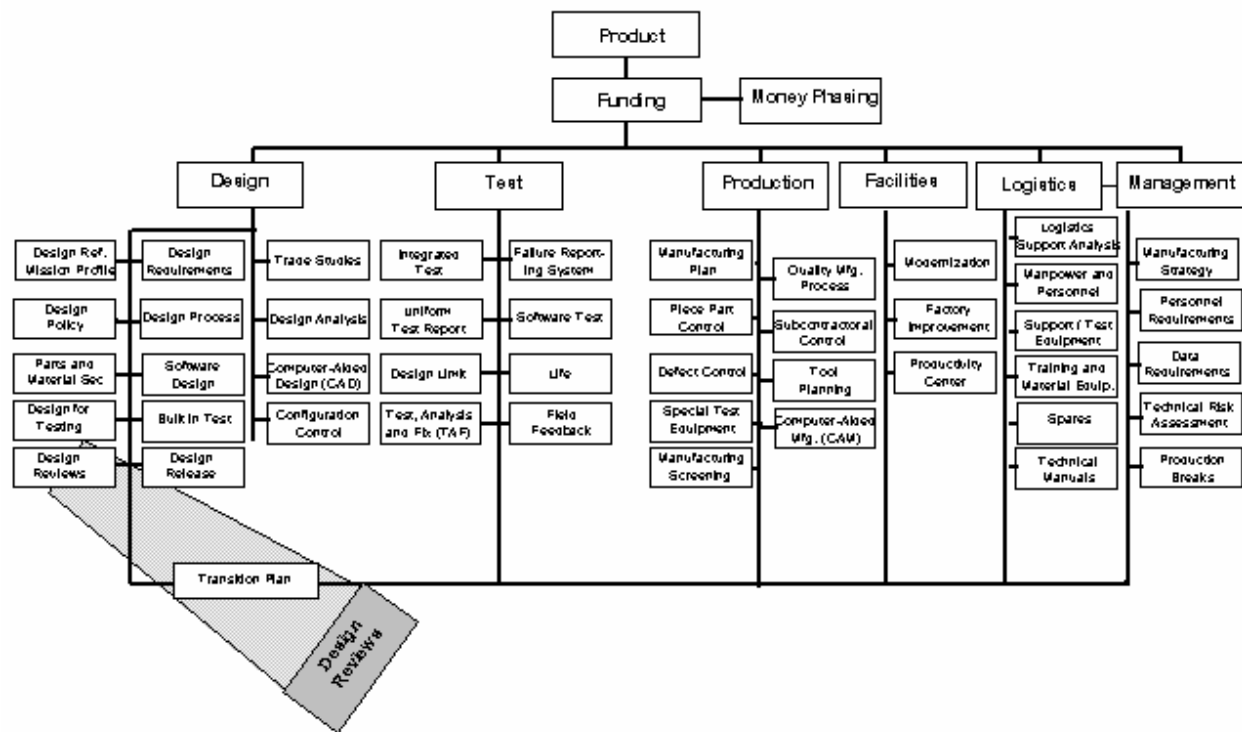 Product
Funding
Money Phasing
Design
Test
Production
Facilities
Logistics
Management
Design Ref.
Mission Profile
Design
Requirements
Trade Studies
Design
Policy
Design Process
Design Analysis
Parts and
Material Sec
Software
Design
Computer-Aided
Design (CAD)
Design for
Testing
Built In Test
Configuration
Control
Design
Reviews
Design
Release
Integrated
Test
Failure Report-
ing System
Uniform
Test Report
Software Test
Design Limit
Life
Test, Analysis
and Fix (TAF)
Field
Feedback
Manufacturing
Plan
Quality Mfg.
Process
Piece Part
Control
Subcontractoral
Control
Defect Control
Tool
Planning
Special Test
Equipment
Computer-Aided
Mfg. (CAM)
Manufacturing
Screening
Modernization
Factory
Improvement
Productivity
Center
Logistics
Support Analysis
Manpower and
Personnel
Support / Test
Equipment
Training and
Material Equip.
Spares
Technical
Manuals
Manufacturing
Strategy
Personnel
Requirements
Data
Requirements
Technical Risk
Assessment
Production
Breaks
Transition Plan
Design
Reviews